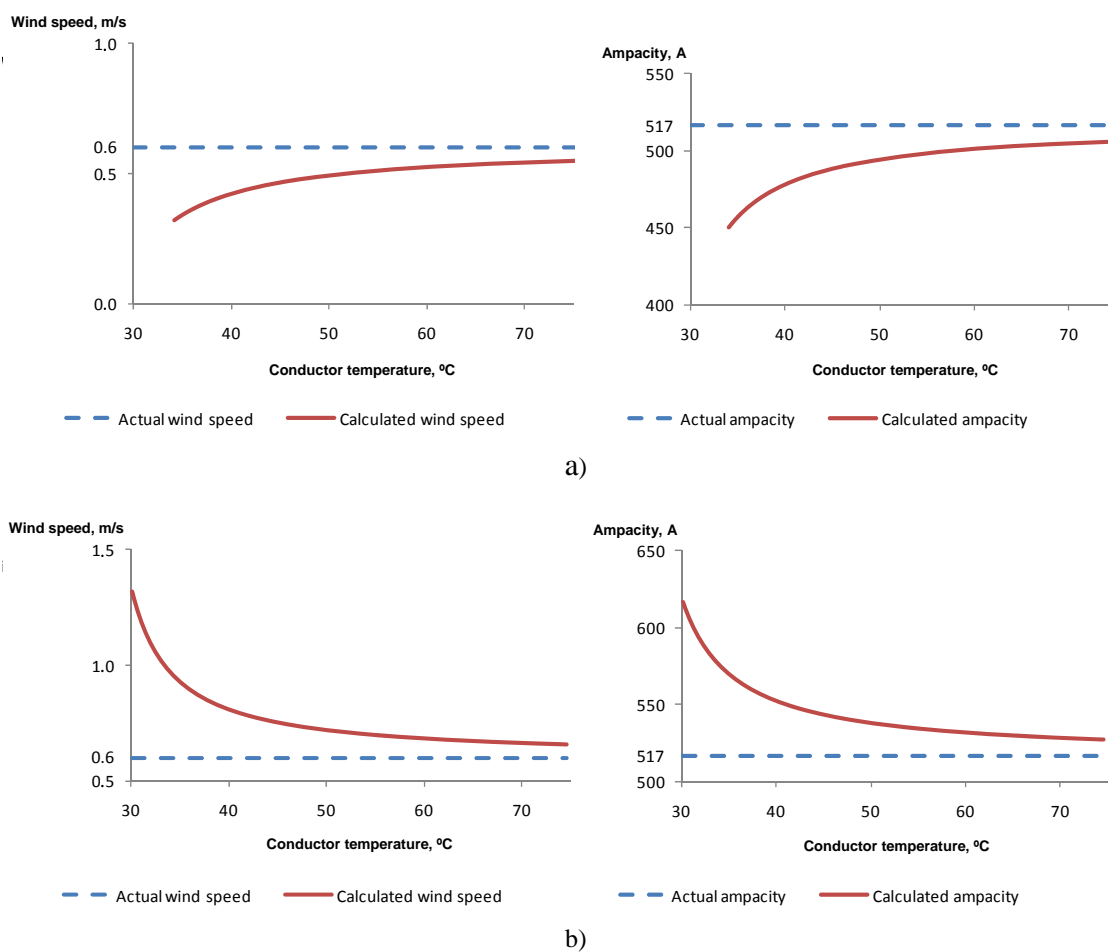 Wind speed, m/s
1.0
0.6
0.5
0.0
30 40 50 60 70
Conductor temperature, ºC
Actual wind speed Calculated wind speed
Ampacity, A
550
517
500
450
400
30 40 50 60 70
Conductor temperature, ºC
Actual ampacity Calculated ampacity
a)
Wind speed, m/s
1.5
1.0
0.6
0.5
30 40 50 60 70
Conductor temperature, ºC
Actual wind speed Calculated wind speed
Ampacity, A
650
600
550
517
500
30 40 50 60 70
Conductor temperature, ºC
Actual ampacity Calculated ampacity
b)